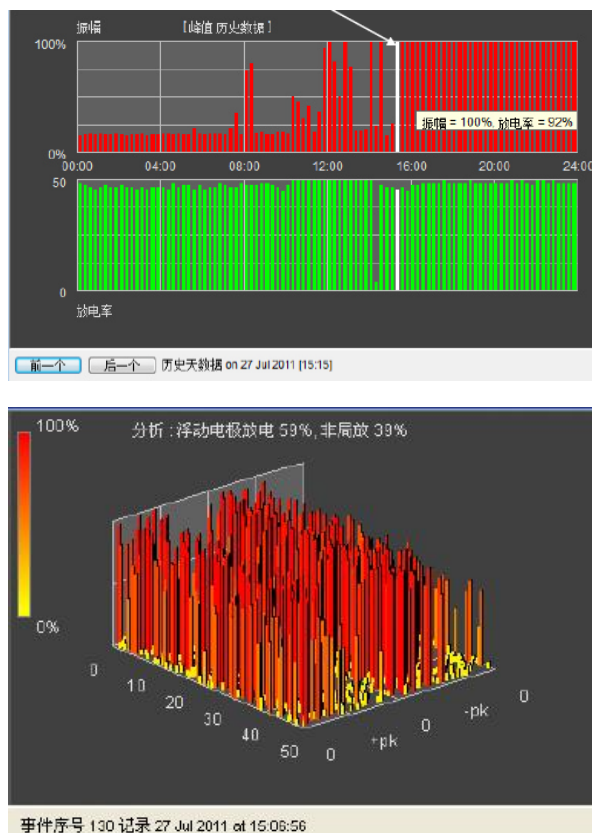 振幅 [峰值 历史数据]
100%
振幅 = 100%, 放电率 = 92%
0%
00:00 04:00 08:00 12:00 16:00 20:00 24:00
50
0
放电率
前一个 后一个 历史天数据 on 27 Jul 2011 [15:15]
100% 分析 : 浮动电极放电 59%, 非局放 39%
0%
0 10 20 30 40 50
0 +pk 0 -pk 0
事件序号 130 记录 27 Jul 2011 at 15:06:56